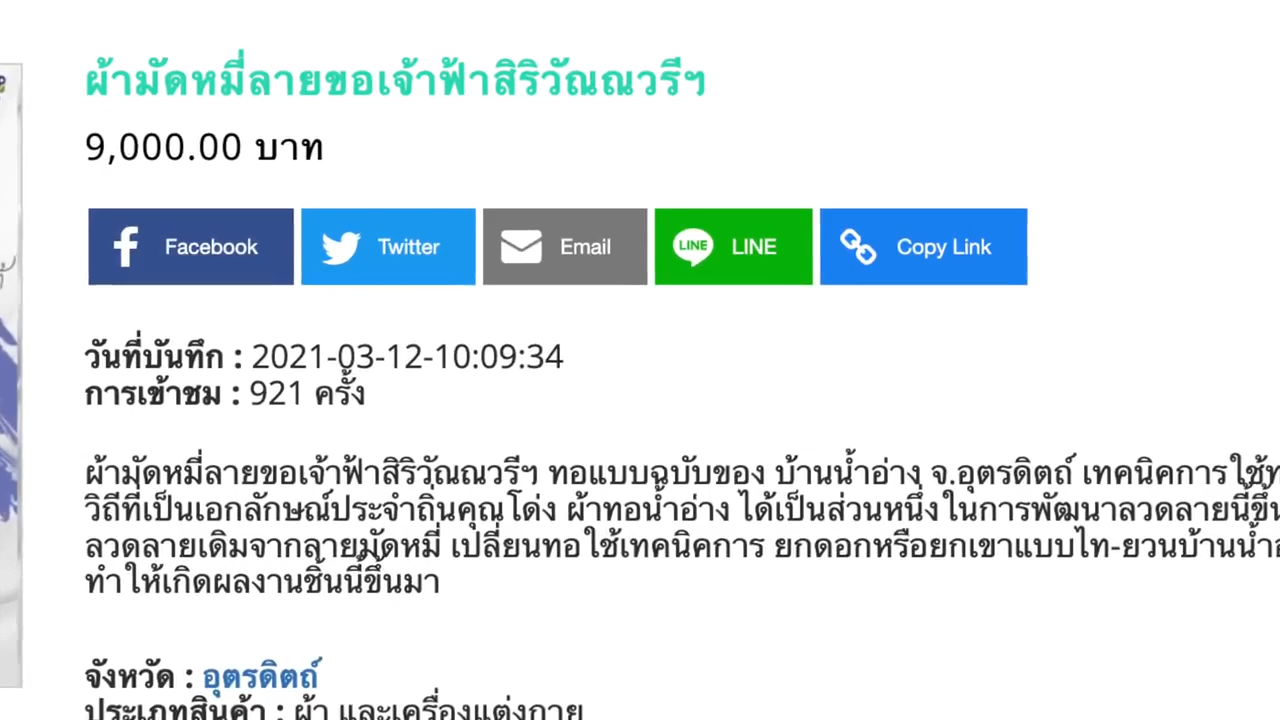 ผ้ามัดหมี่ลายขอเจ้าฟ้าสิริวัณณวรีฯ
9,000.00 บาท
Facebook Twitter Email LINE LINE Copy Link
วันที่บันทึก : 2021-03-12-10:09:34
การเข้าชม : 921 ครั้ง
ผ้ามัดหมี่ลายขอเจ้าฟ้าสิริวัณณวรีฯ ทอแบบฉบับของ บ้านน้ำอ่าง จ.อุตรดิตถ์ เทคนิคการใช้
วิถีที่เป็นเอกลักษณ์ประจำถิ่นคุณโด่ง ผ้าทอน้ำอ่าง ได้เป็นส่วนหนึ่งในการพัฒนาลวดลายนี้
ลวดลายเดิมจากลายมัดหมี่ เปลี่ยนทอใช้เทคนิคการ ยกดอกหรือยกเขาแบบไท-ยวนบ้านน้ำ
ทำให้เกิดผลงานชิ้นนี้ขึ้นมา
จังหวัด : อุตรดิตถ์
ประเภทสินค้า : ผ้า และเครื่องแต่งกาย